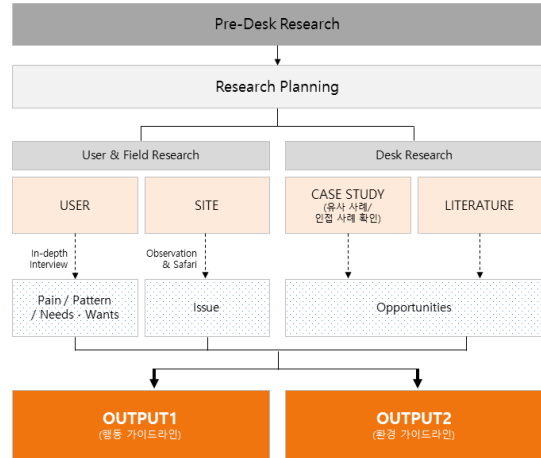 Pre-Desk Research
Research Planning
User & Field Research
Desk Research
USER
SITE
CASE STUDY
(유사 사례/
인접 사례 확인)
LITERATURE
In-depth
Interview
Observation
& Safari
Pain / Pattern
/ Needs · Wants
Issue
Opportunities
OUTPUT1
(행동 가이드라인)
OUTPUT2
(환경 가이드라인)